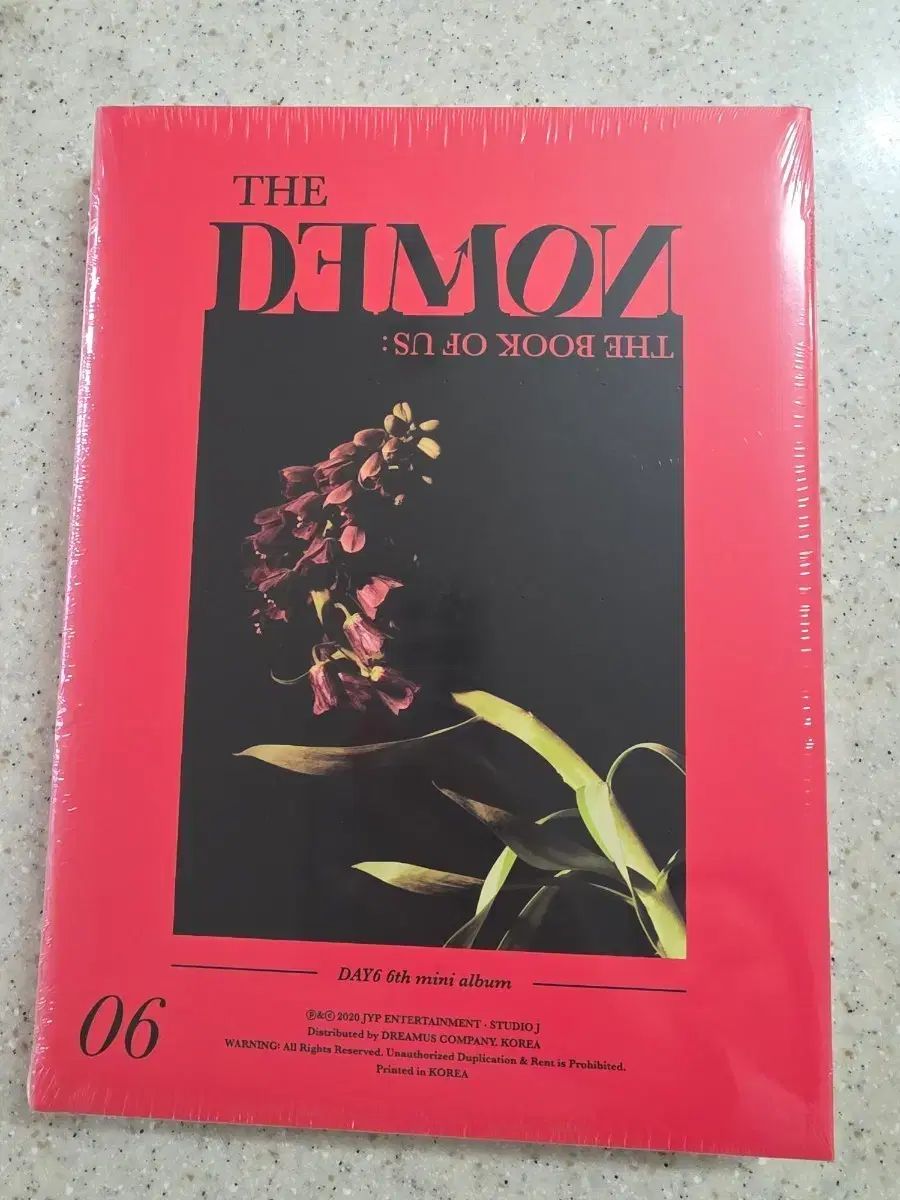 THE
DEMON
THE BOOK OF US:
DAY6 6th mini album
06
℗&© 2020 JYP ENTERTAINMENT · STUDIO J
Distributed by DREAMUS COMPANY. KOREA
WARNING: All Rights Reserved. Unauthorized Duplication & Rent is Prohibited.
Printed in KOREA